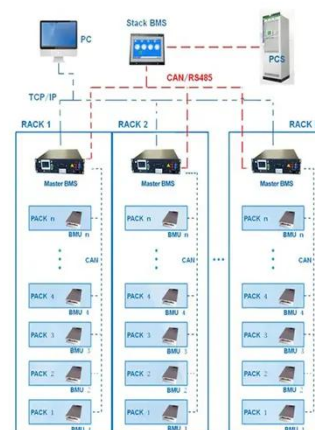 Stack BMS
PC
PCS
CAN/RS485
TCP/IP
RACK 1
RACK 2
RACK
Master BMS
Master BMS
Master BMS
PACK n
BMU n
PACK n
BMU n
PACK n
BMU n
CAN
CAN
CAN
PACK 4
BMU 4
PACK 4
BMU 4
PACK 4
BMU 4
PACK 3
BMU 3
PACK 3
BMU 3
PACK 3
BMU 3
PACK 2
BMU 2
PACK 2
BMU 2
PACK 2
BMU 2
PACK 1
PACK 1
PACK 1